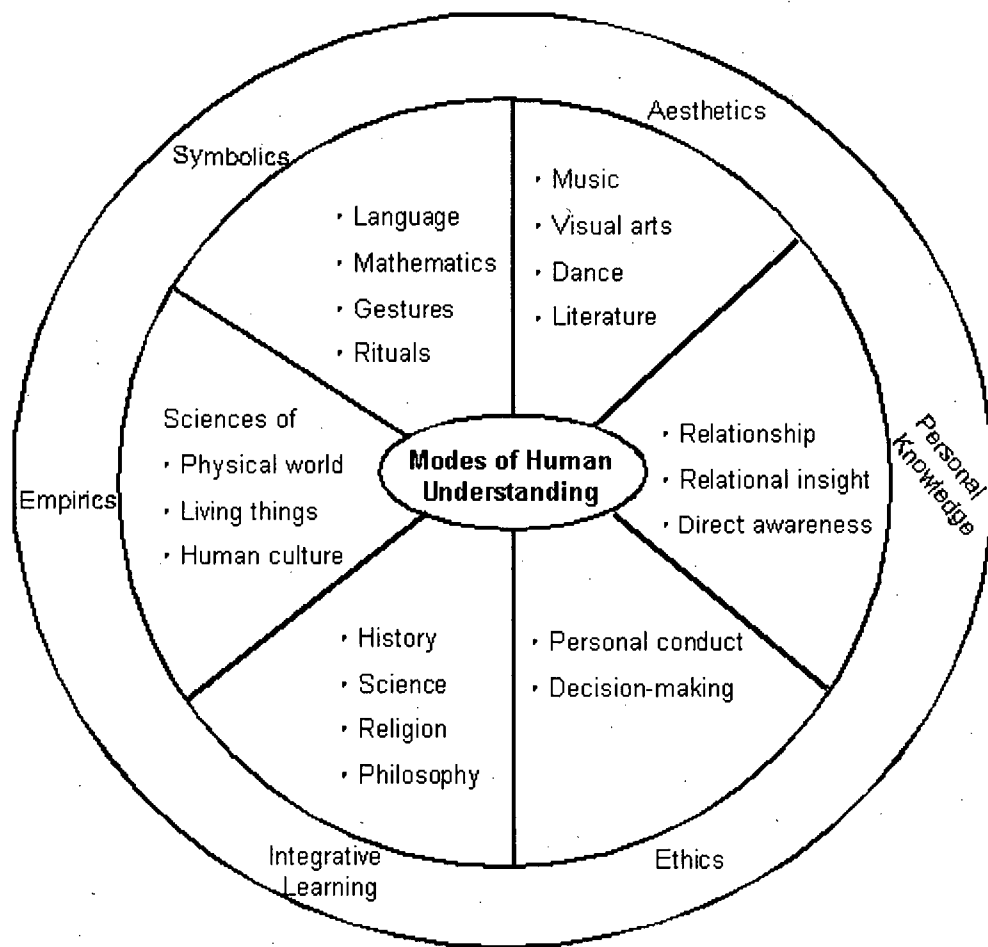 Aesthetics
Symbolics
· Music
· Visual arts
· Dance
· Literature
· Language
· Mathematics
· Gestures
· Rituals
Sciences of
· Physical world
· Living things
· Human culture
Empirics
Modes of Human
Understanding
· Relationship
· Relational insight
· Direct awareness
Personal
Knowledge
· History
· Science
· Religion
· Philosophy
· Personal conduct
· Decision-making
Integrative
Learning
Ethics